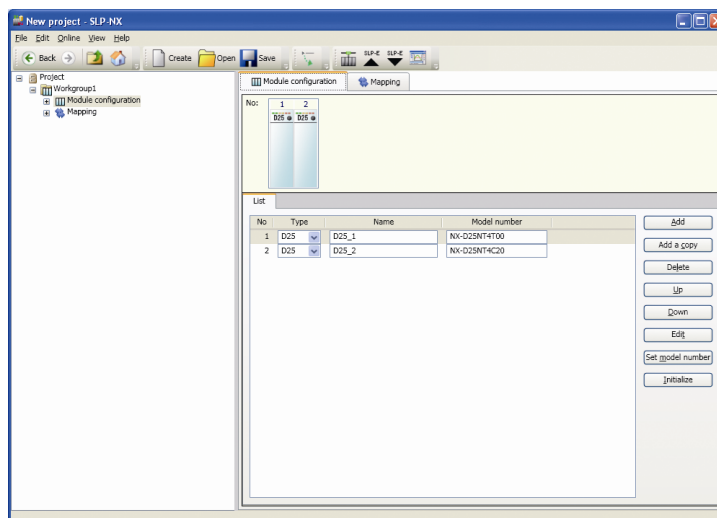 New project - SLP-NX
File Edit Online View Help
Back Create Open Save SLP-E SLP-E
Project
Workgroup1
Module configuration
Mapping
Module configuration Mapping
No: 1 2
D25 D25
List
No Type Name Model number
1 D25 D25_1 NX-D25NT4T00
2 D25 D25_2 NX-D25NT4C20
Add
Add a copy
Delete
Up
Down
Edit
Set model number
Initialize